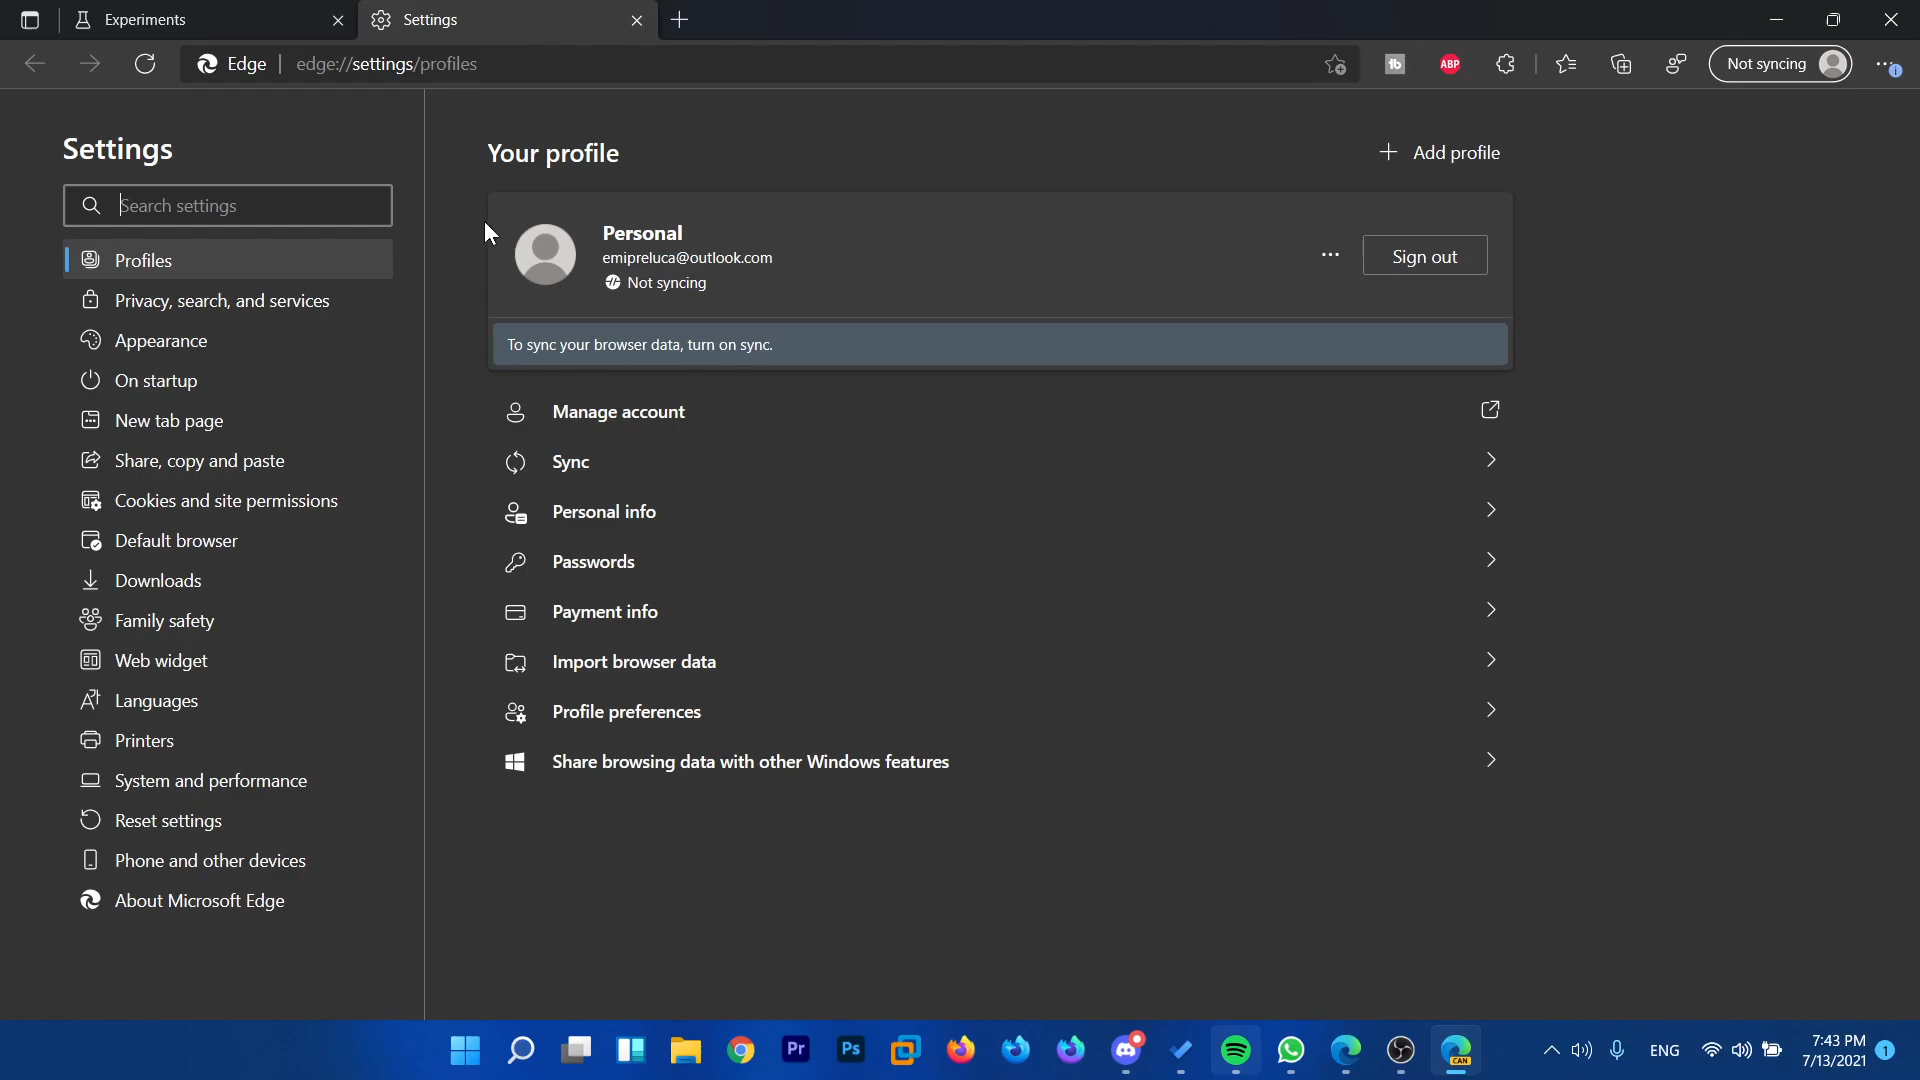 Experiments
Settings
Edge
edge://settings/profiles
tb
ABP
Not syncing
Settings
Search settings
Profiles
Privacy, search, and services
Appearance
On startup
New tab page
Share, copy and paste
Cookies and site permissions
Default browser
Downloads
Family safety
Web widget
Languages
Printers
System and performance
Reset settings
Phone and other devices
About Microsoft Edge
Your profile
Add profile
Personal
emipreluca@outlook.com
Not syncing
Sign out
To sync your browser data, turn on sync.
Manage account
Sync
Personal info
Passwords
Payment info
Import browser data
Profile preferences
Share browsing data with other Windows features
Pr
Ps
CAN
ENG
7:43 PM
7/13/2021
1